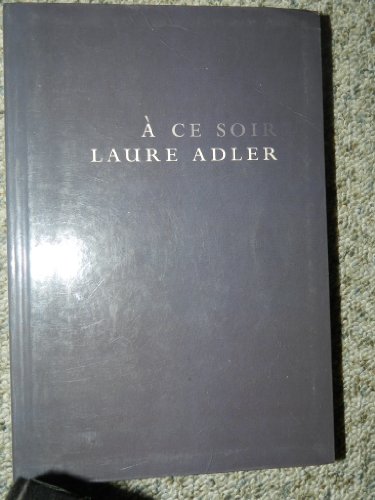 À CE SOIR
LAURE ADLER